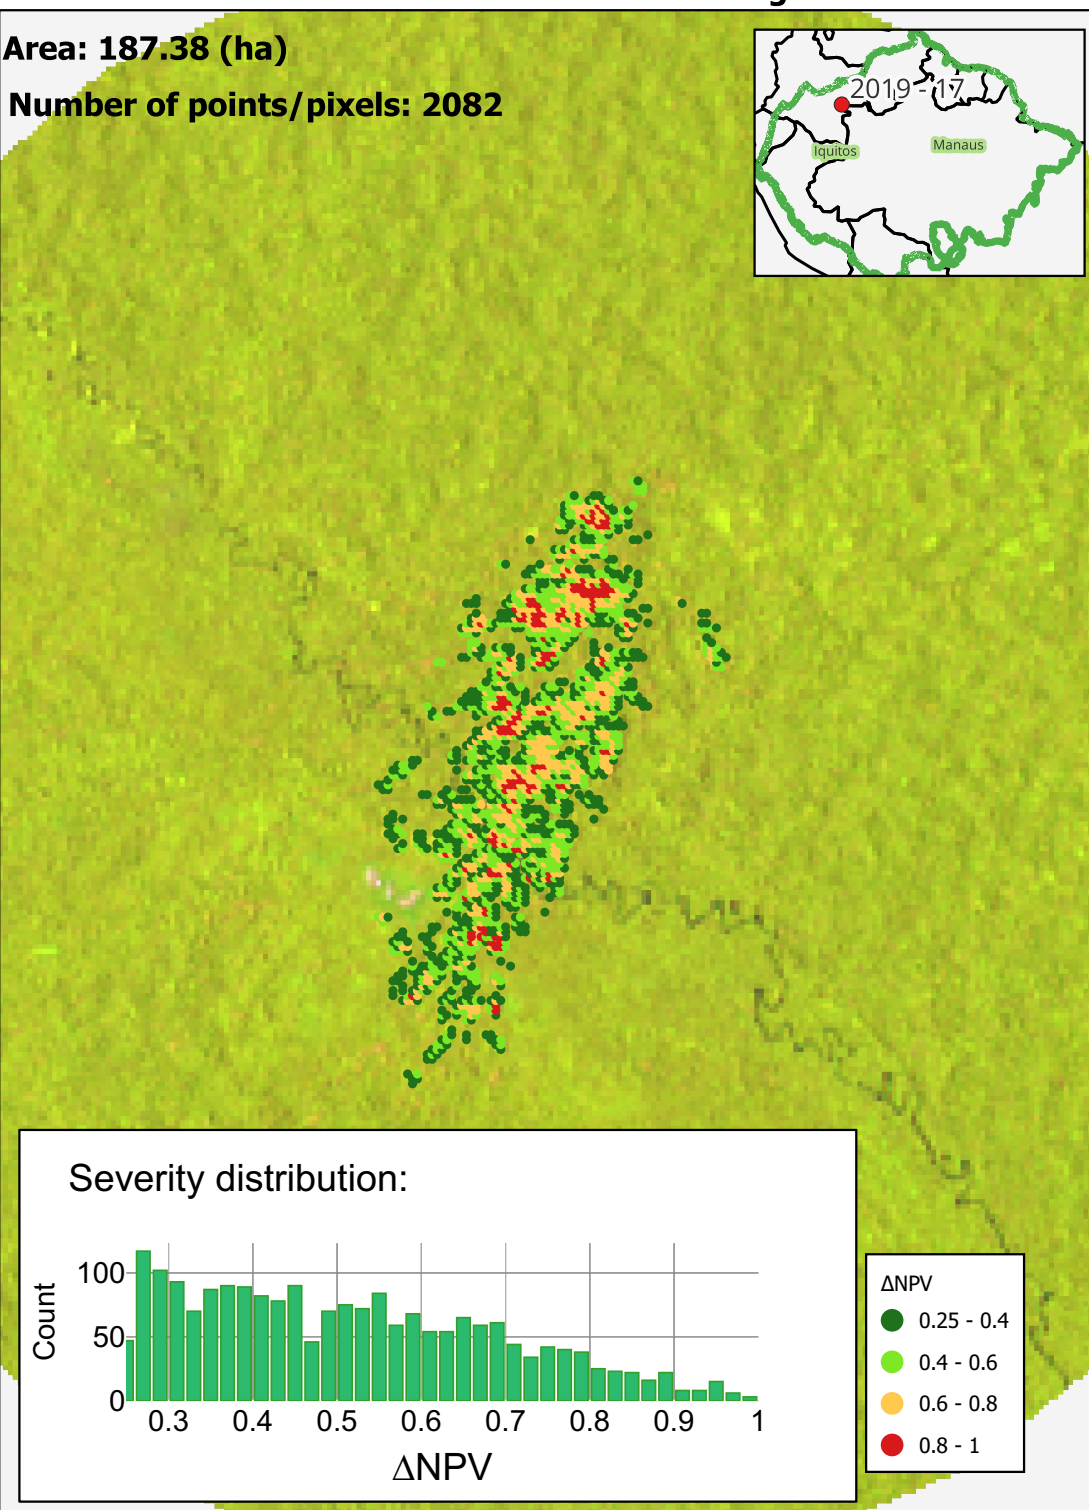 Area: 187.38 (ha)
Number of points/pixels: 2082
2019 - 17
Iquitos
Manaus
Severity distribution:
Count
100
50
0
0.3
0.4
0.5
0.6
0.7
0.8
0.9
1
ΔNPV
ΔNPV
0.25 - 0.4
0.4 - 0.6
0.6 - 0.8
0.8 - 1